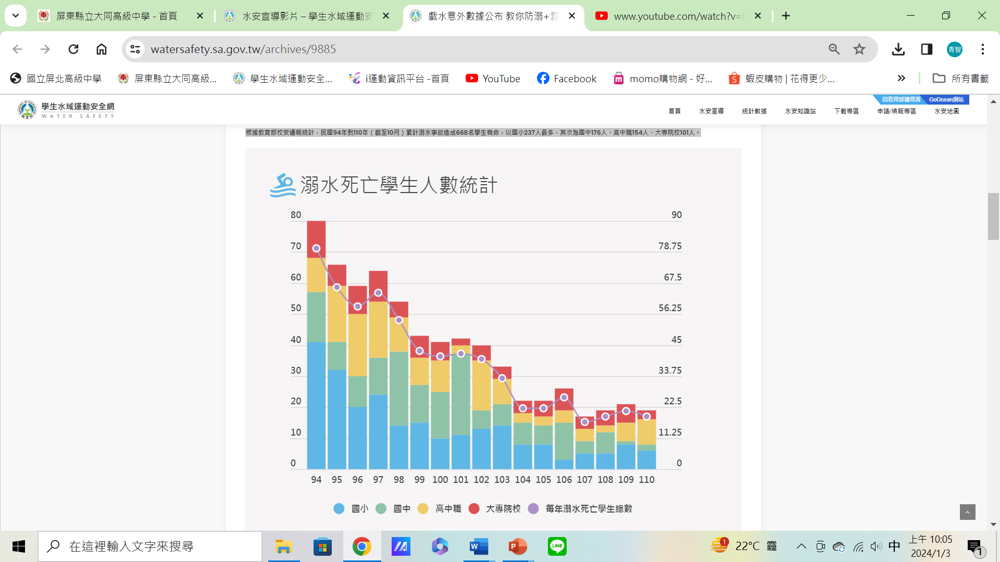 屏東縣立大同高級中學 - 首頁
水安宣導影片 – 學生水域運動安
戲水意外數據公布 教你防溺+救
www.youtube.com/watch?v=
watersafety.sa.gov.tw/archives/9885
青智
國立屏北高級中學
屏東縣立大同高級...
學生水域運動安全...
i運動資訊平台 -首頁
YouTube
Facebook
momo購物網 - 好...
蝦皮購物 | 花得更少...
所有書籤
回教育部體育署
GoOcean網站
學生水域運動安全網
WATER SAFETY
首頁
水安宣導
統計數據
水安知識站
下載專區
申請/填報專區
水安地圖
根據教育部校安通報統計，民國94年到110年（截至10月）累計溺水事故造成668名學生喪命，以國小237人最多，其次為國中176人、高中職154人、大專院校101人。
溺水死亡學生人數統計
80 90
70 78.75
60 67.5
50 56.25
40 45
30 33.75
20 22.5
10 11.25
0 0
94 95 96 97 98 99 100 101 102 103 104 105 106 107 108 109 110
國小 國中 高中職 大專院校 每年溺水死亡學生總數
在這裡輸入文字來搜尋
W
P
LINE
1
22°C 霾
中
上午 10:05
2024/1/3
1